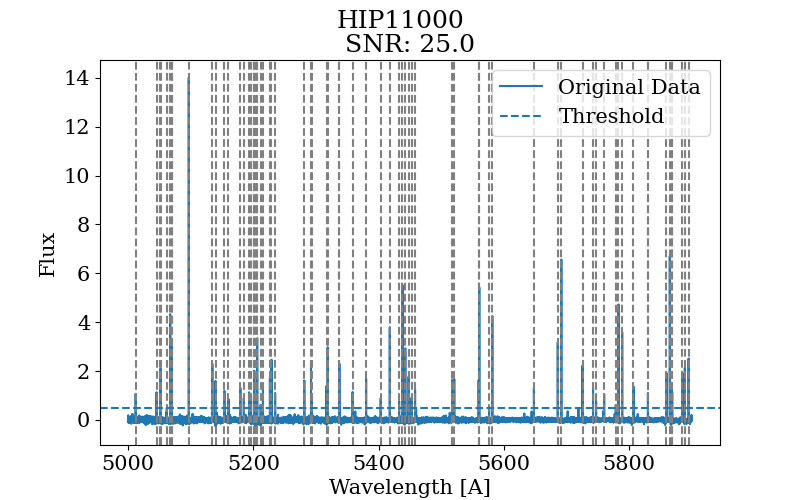 HIP11000
SNR: 25.0
Original Data
Threshold
Flux
14
12
10
8
6
4
2
0
5000 5200 5400 5600 5800
Wavelength [A]